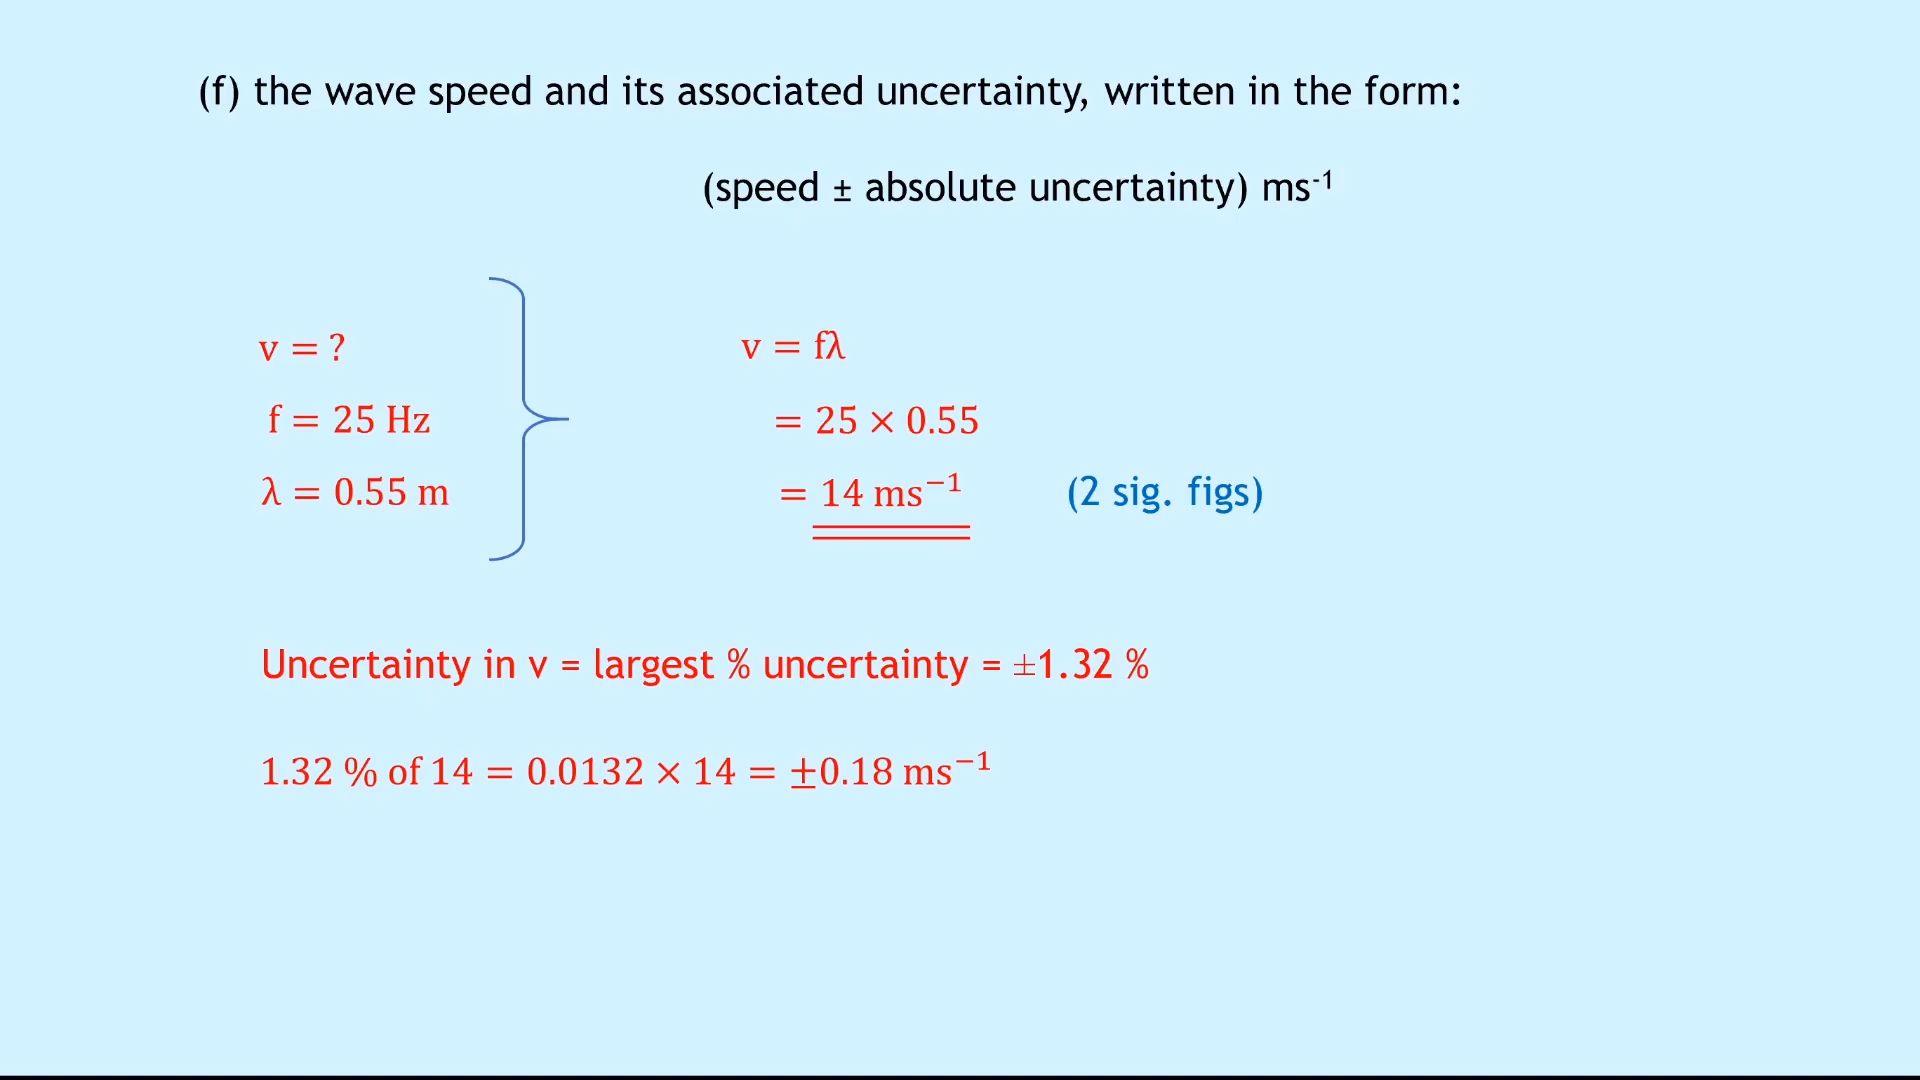 (f) the wave speed and its associated uncertainty, written in the form:
(speed ± absolute uncertainty) ms⁻¹
v = ?
f = 25 Hz
λ = 0.55 m
v = fλ
= 25 × 0.55
= 14 ms⁻¹ (2 sig. figs)
Uncertainty in v = largest % uncertainty = ±1.32 %
1.32 % of 14 = 0.0132 × 14 = ±0.18 ms⁻¹